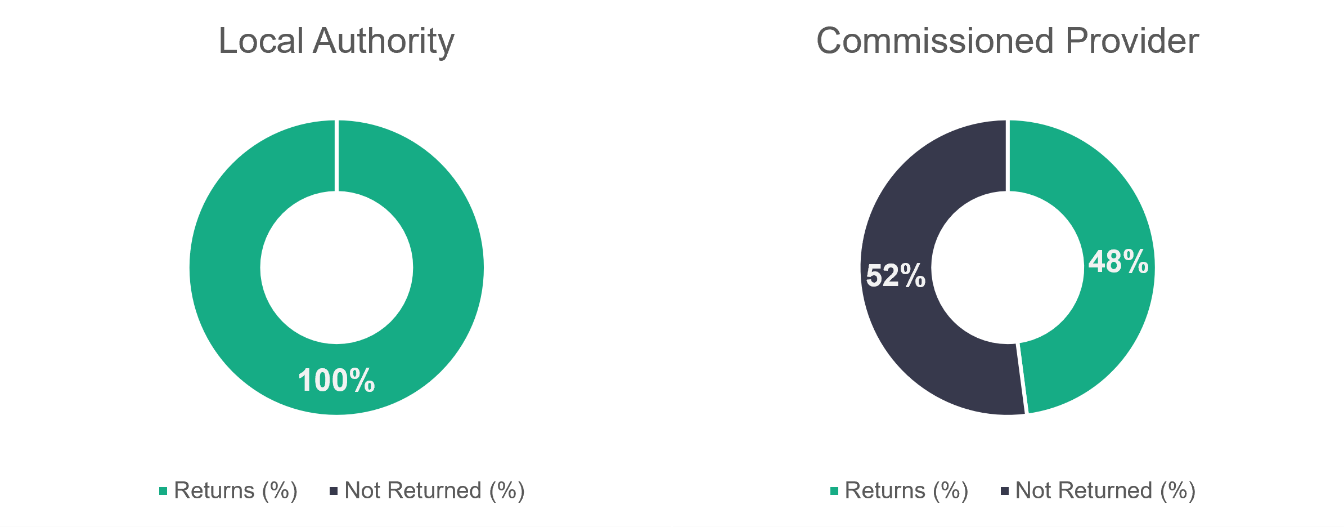 Local Authority
Commissioned Provider
100%
52%
48%
Returns (%)
Not Returned (%)
Returns (%)
Not Returned (%)